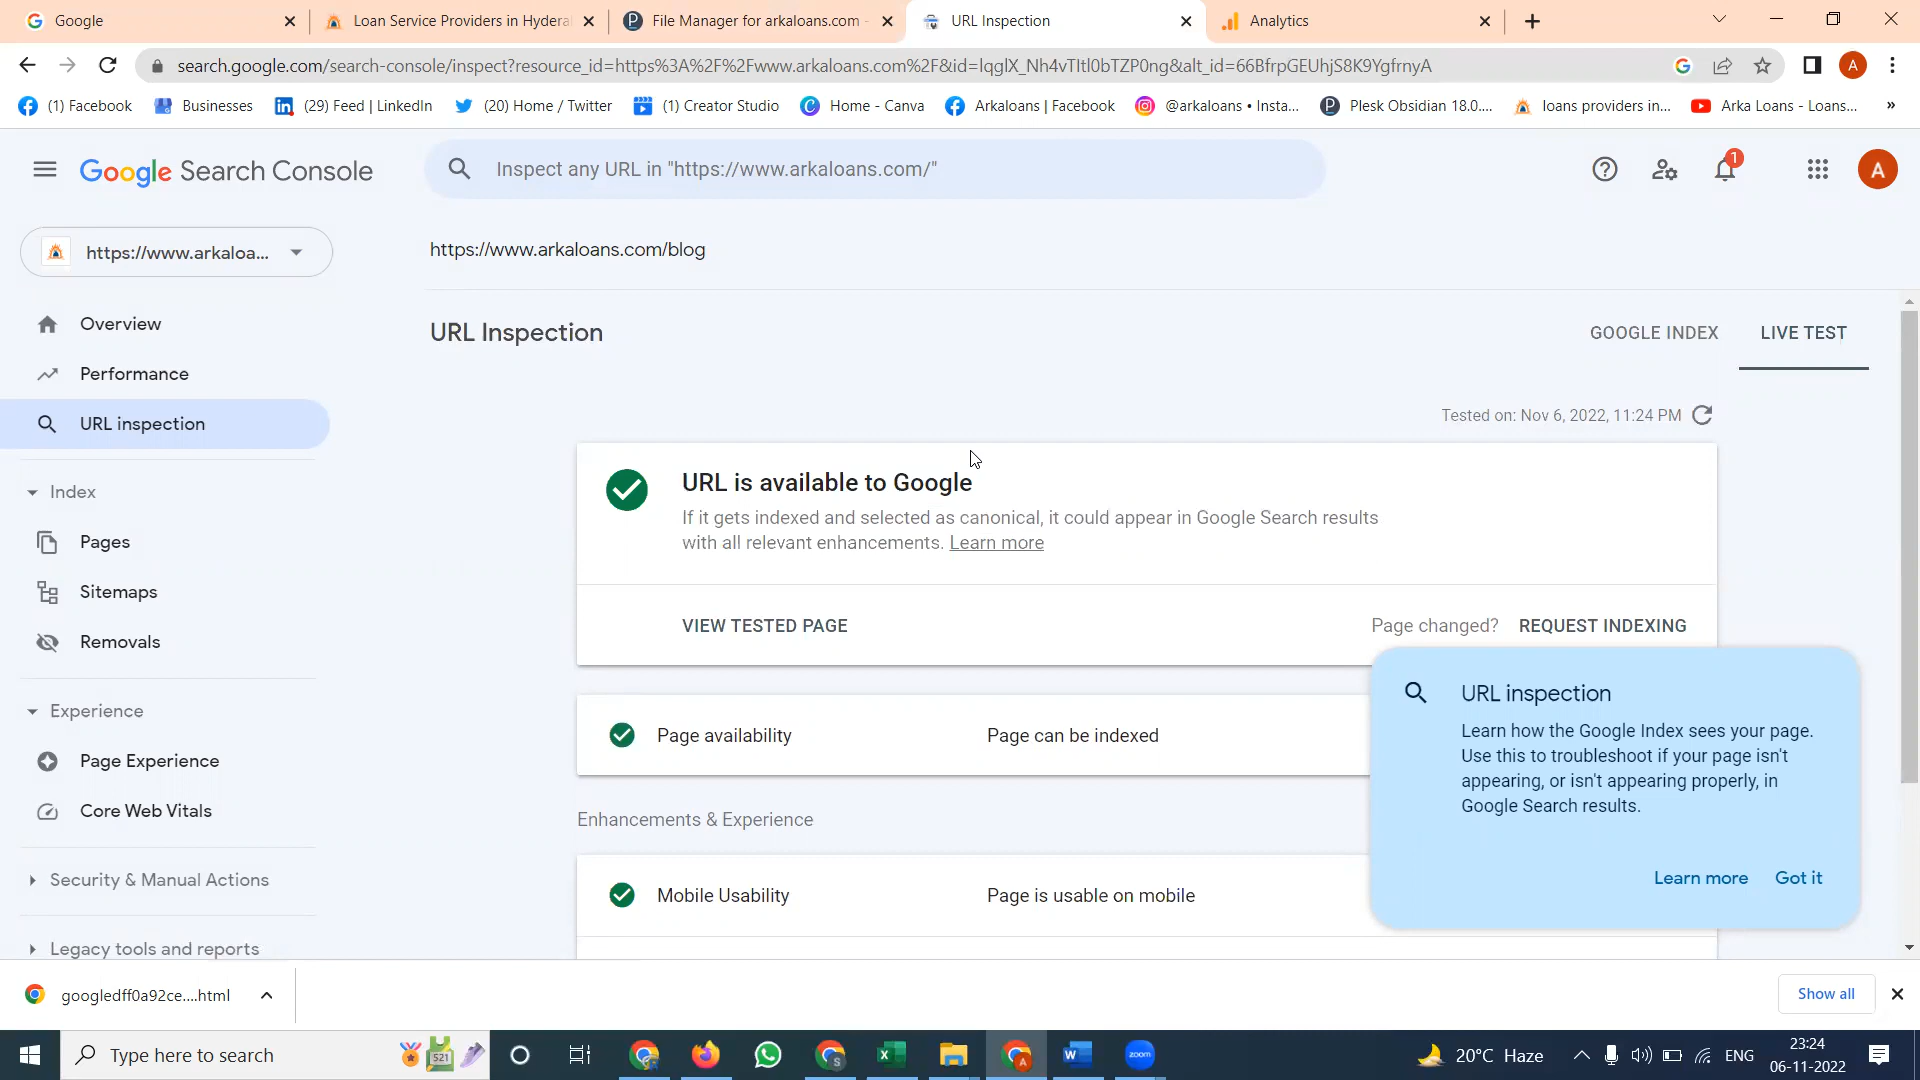 Google
Loan Service Providers in Hydera
File Manager for arkaloans.com -
URL Inspection
Analytics
search.google.com/search-console/inspect?resource_id=https%3A%2F%2Fwww.arkaloans.com%2F&id=lqglX_Nh4vTltl0bTZP0ng&alt_id=66BfrpGEUhjS8K9YgfrnyA
A
(1) Facebook
Businesses
(29) Feed | LinkedIn
(20) Home / Twitter
(1) Creator Studio
Home - Canva
Arkaloans | Facebook
@arkaloans • Insta...
Plesk Obsidian 18.0....
loans providers in...
Arka Loans - Loans...
»
Google Search Console
Inspect any URL in "https://www.arkaloans.com/"
1
A
https://www.arkaloa...
https://www.arkaloans.com/blog
Overview
Performance
URL inspection
Index
Pages
Sitemaps
Removals
Experience
Page Experience
Core Web Vitals
Security & Manual Actions
Legacy tools and reports
URL Inspection
GOOGLE INDEX
LIVE TEST
Tested on: Nov 6, 2022, 11:24 PM
URL is available to Google
If it gets indexed and selected as canonical, it could appear in Google Search results
with all relevant enhancements. Learn more
VIEW TESTED PAGE
Page changed? REQUEST INDEXING
Page availability
Page can be indexed
Enhancements & Experience
Mobile Usability
Page is usable on mobile
URL inspection
Learn how the Google Index sees your page.
Use this to troubleshoot if your page isn't
appearing, or isn't appearing properly, in
Google Search results.
Learn more
Got it
googledff0a92ce....html
Show all
Type here to search
521
zoom
20°C Haze
ENG
23:24
06-11-2022